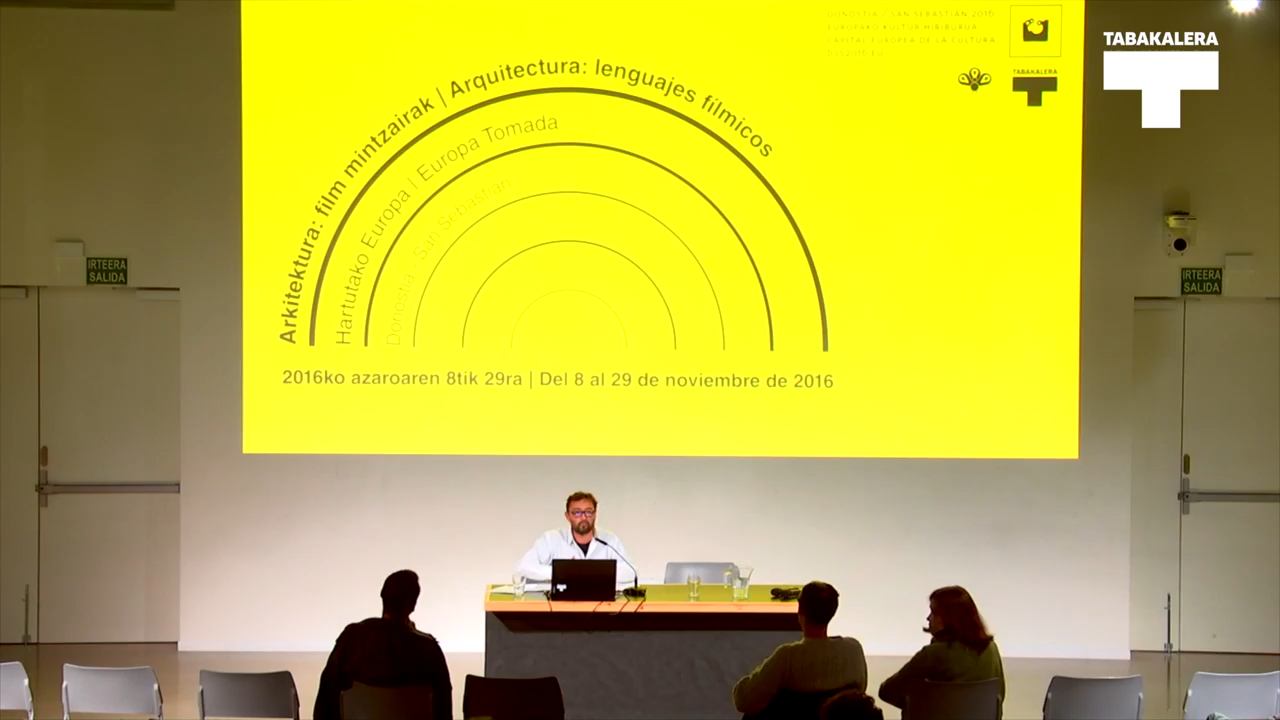 DONOSTIA / SAN SEBASTIÁN 2016
EUROPAKO KULTUR HIRIBURUA
CAPITAL EUROPEA DE LA CULTURA
DSS2016.EU
TABAKALERA
TABAKALERA
Arkitektura: film mintzairak | Arquitectura: lenguajes fílmicos
Hartutako Europa | Europa Tomada
Donostia - San Sebastián
2016ko azaroaren 8tik 29ra | Del 8 al 29 de noviembre de 2016
IRTEERA
SALIDA
IRTEERA
SALIDA